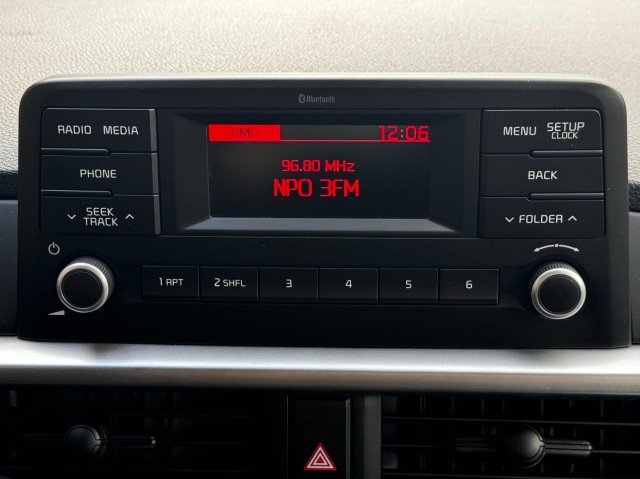 Bluetooth
RADIO MEDIA
PHONE
SEEK
TRACK
FM
12:06
96.80 MHz
NPO 3FM
MENU SETUP
CLOCK
BACK
FOLDER
1 APT
2 SHFL
3
4
5
6